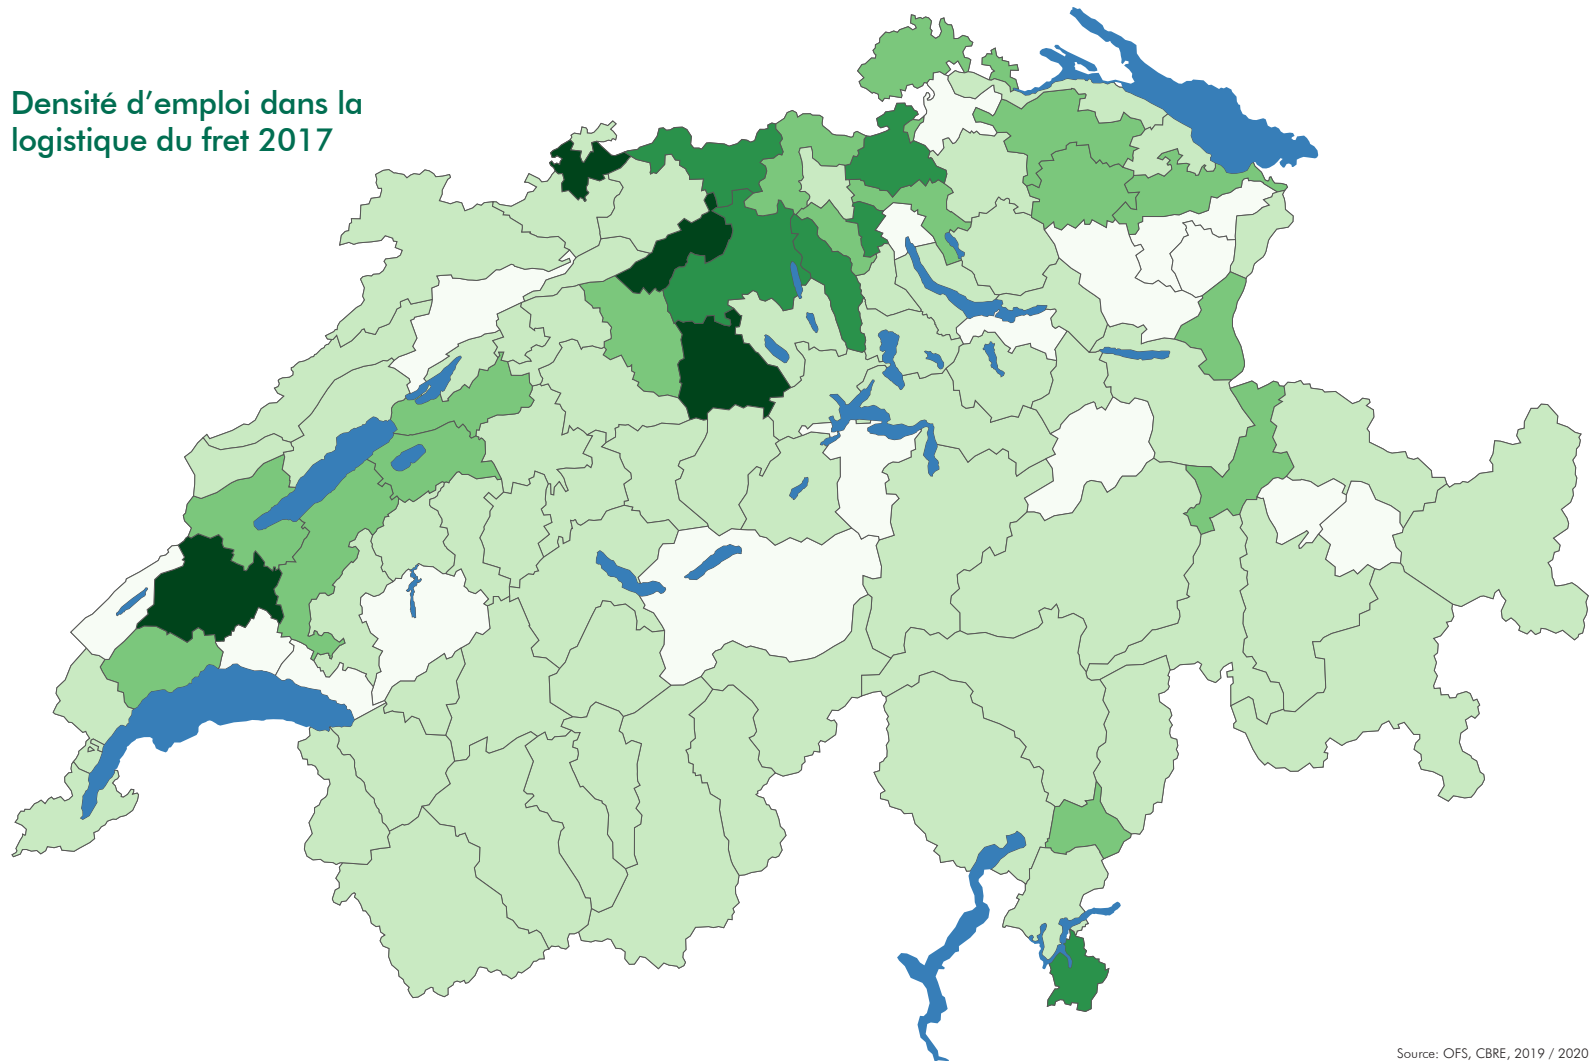 Densité d’emploi dans la
logistique du fret 2017
Source: OFS, CBRE, 2019 / 2020